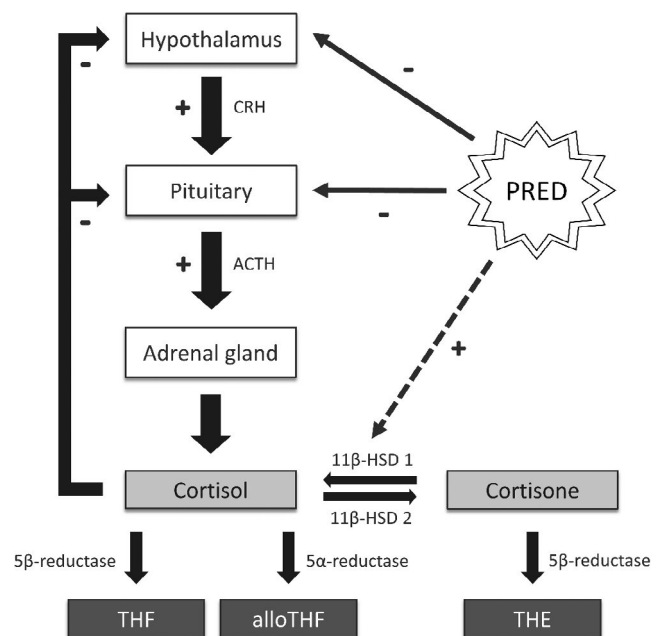 Hypothalamus
-
-
+ CRH
Pituitary
PRED
-
-
+ ACTH
Adrenal gland
+
11β-HSD 1
Cortisol
Cortisone
11β-HSD 2
5β-reductase
5α-reductase
5β-reductase
THF
alloTHF
THE